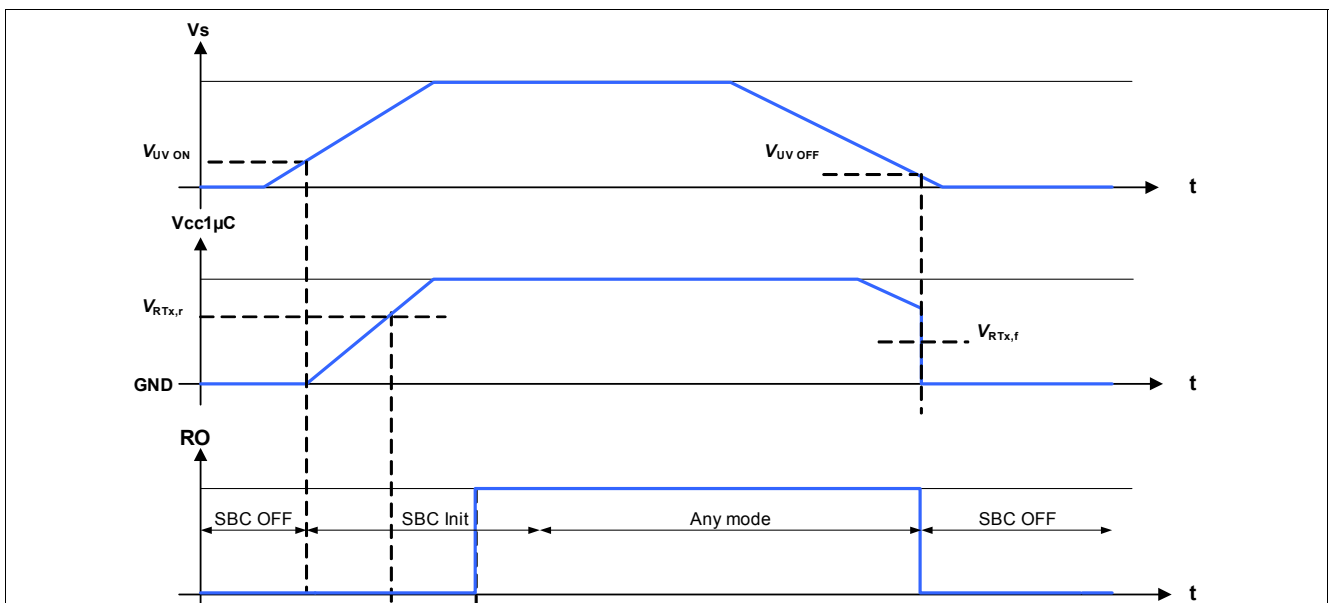 Vs
VUV ON
VUV OFF
t
Vcc1µC
VRTx,r
VRTx,f
GND
t
RO
SBC OFF SBC Init Any mode SBC OFF
t